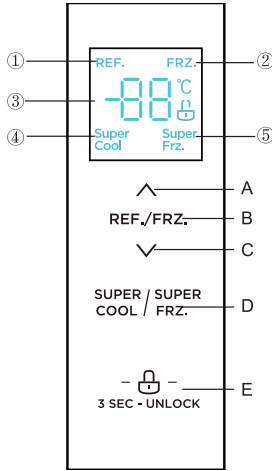 ① REF. FRZ. ②
③ -88 °C
④ Super Cool Super Frz. ⑤
A
REF./FRZ. B
C
SUPER COOL / SUPER FRZ. D
E
3 SEC - UNLOCK